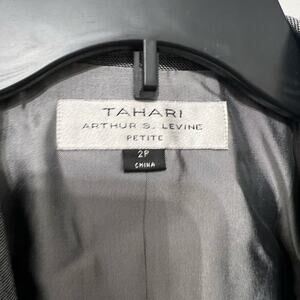 TAHARI
ARTHUR S. LEVINE
PETITE
2P
CHINA